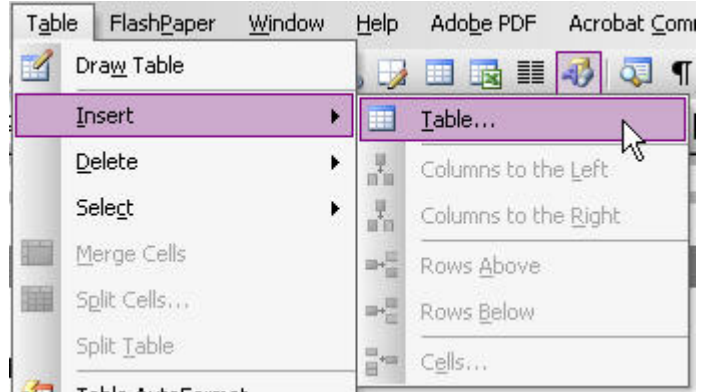 Table FlashPaper Window Help Adobe PDF Acrobat
Draw Table
Insert
Delete
Select
Merge Cells
Split Cells...
Split Table
Table...
Columns to the Left
Columns to the Right
Rows Above
Rows Below
Cells...